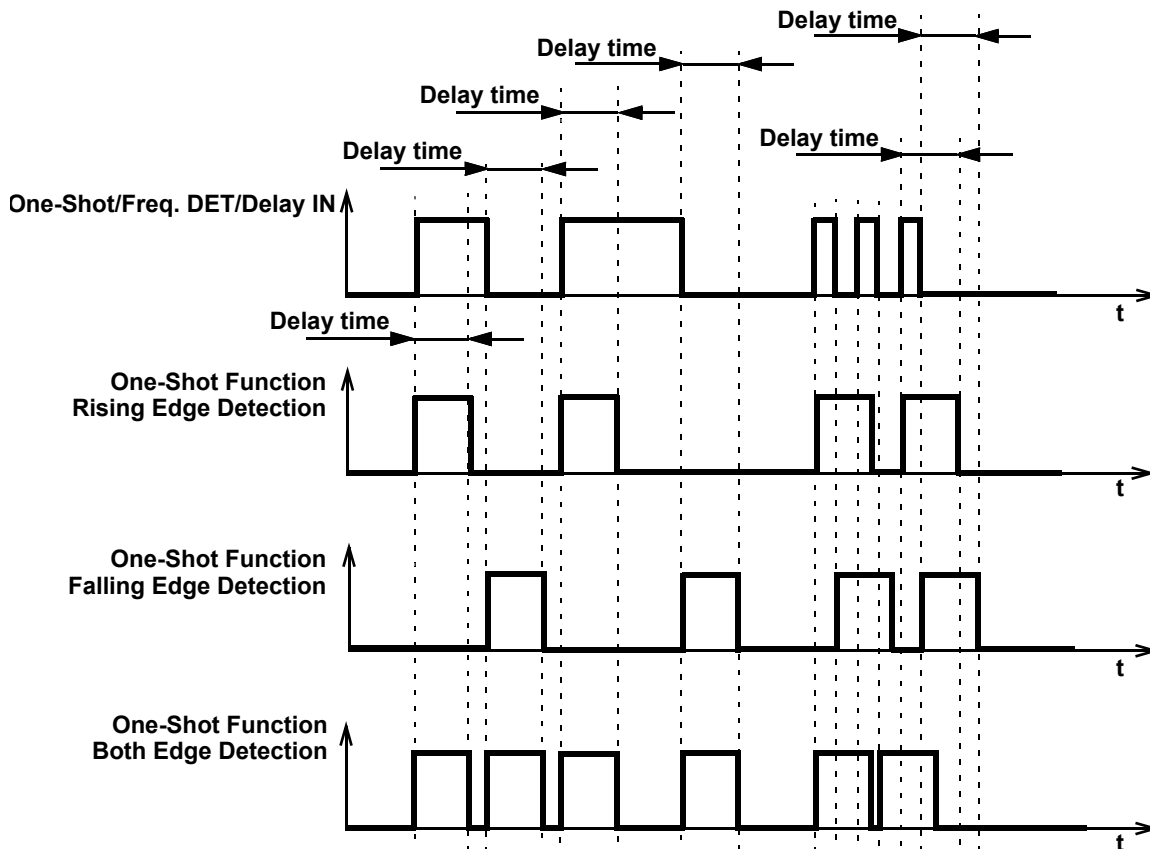 Delay time
Delay time
Delay time
Delay time
Delay time
One-Shot/Freq. DET/Delay IN
t
Delay time
One-Shot Function
Rising Edge Detection
t
One-Shot Function
Falling Edge Detection
t
One-Shot Function
Both Edge Detection
t